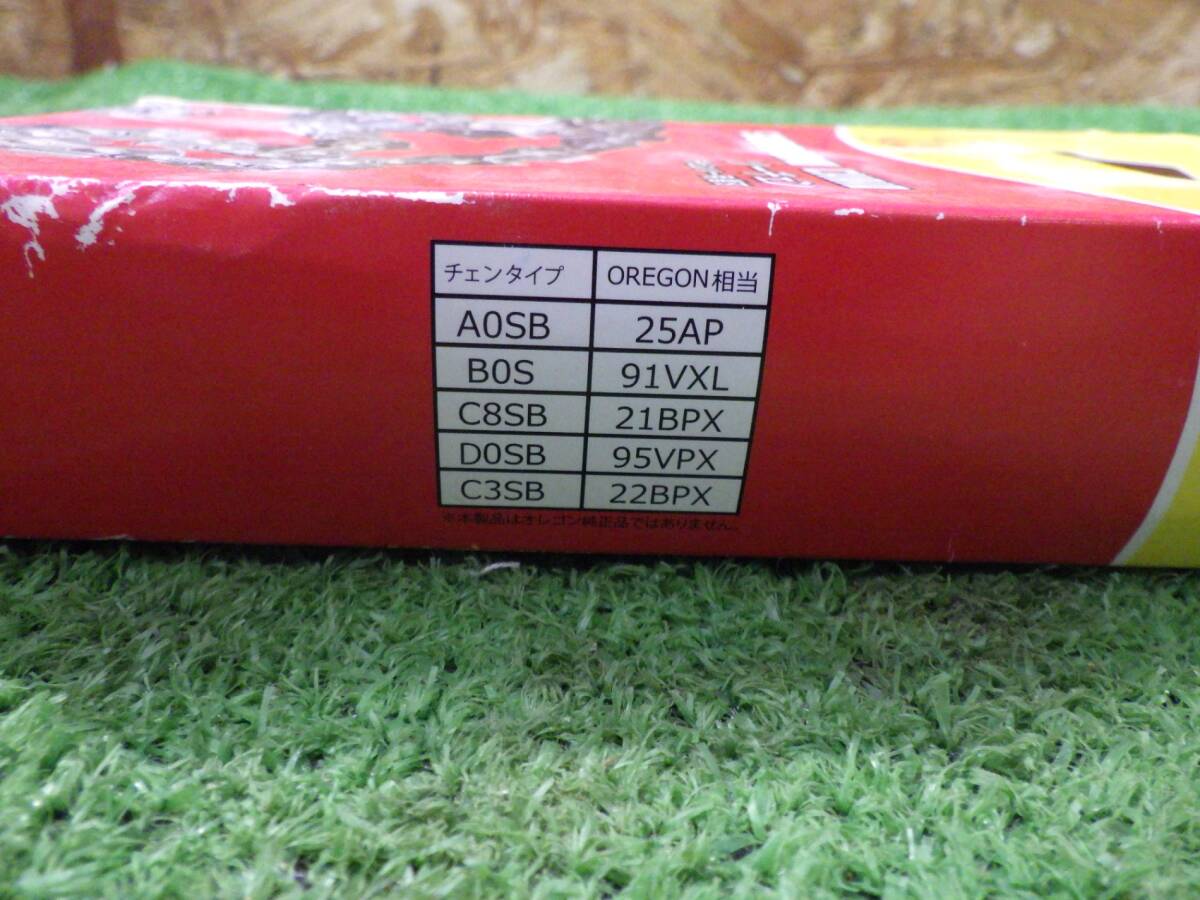 チェンタイプ OREGON相当
A0SB 25AP
B0S 91VXL
C8SB 21BPX
D0SB 95VPX
C3SB 22BPX
※本製品はオレゴン純正品ではありません。